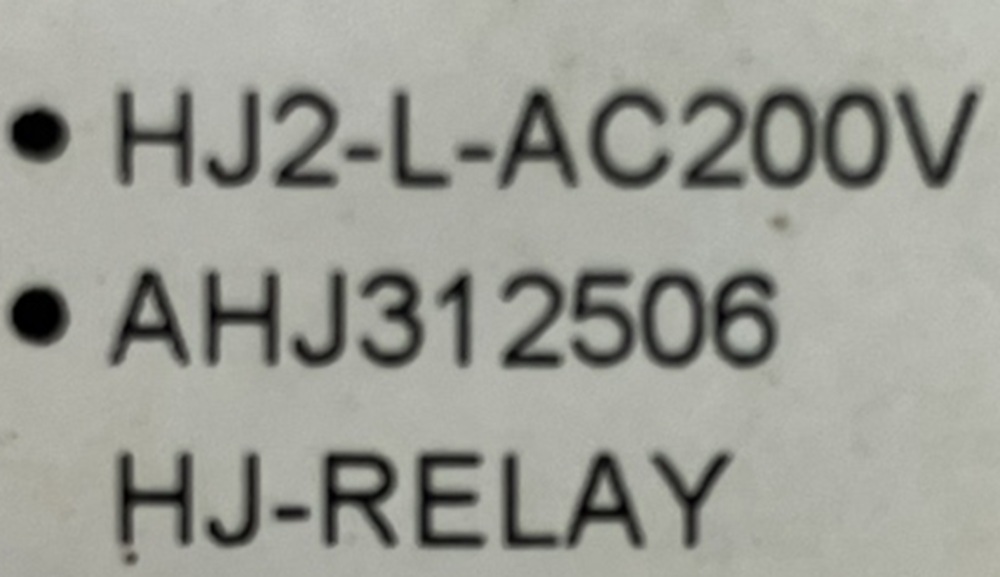 • HJ2-L-AC200V
• AHJ312506
HJ-RELAY